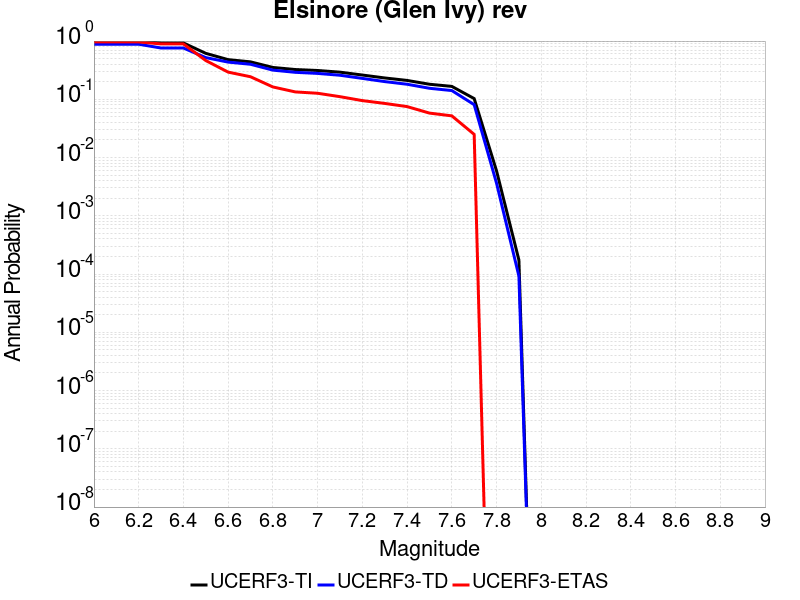 Elsinore (Glen Ivy) rev
10^0
10^-1
10^-2
10^-3
10^-4
10^-5
10^-6
10^-7
10^-8
Annual Probability
6 6.2 6.4 6.6 6.8 7 7.2 7.4 7.6 7.8 8 8.2 8.4 8.6 8.8 9
Magnitude
UCERF3-TI UCERF3-TD UCERF3-ETAS